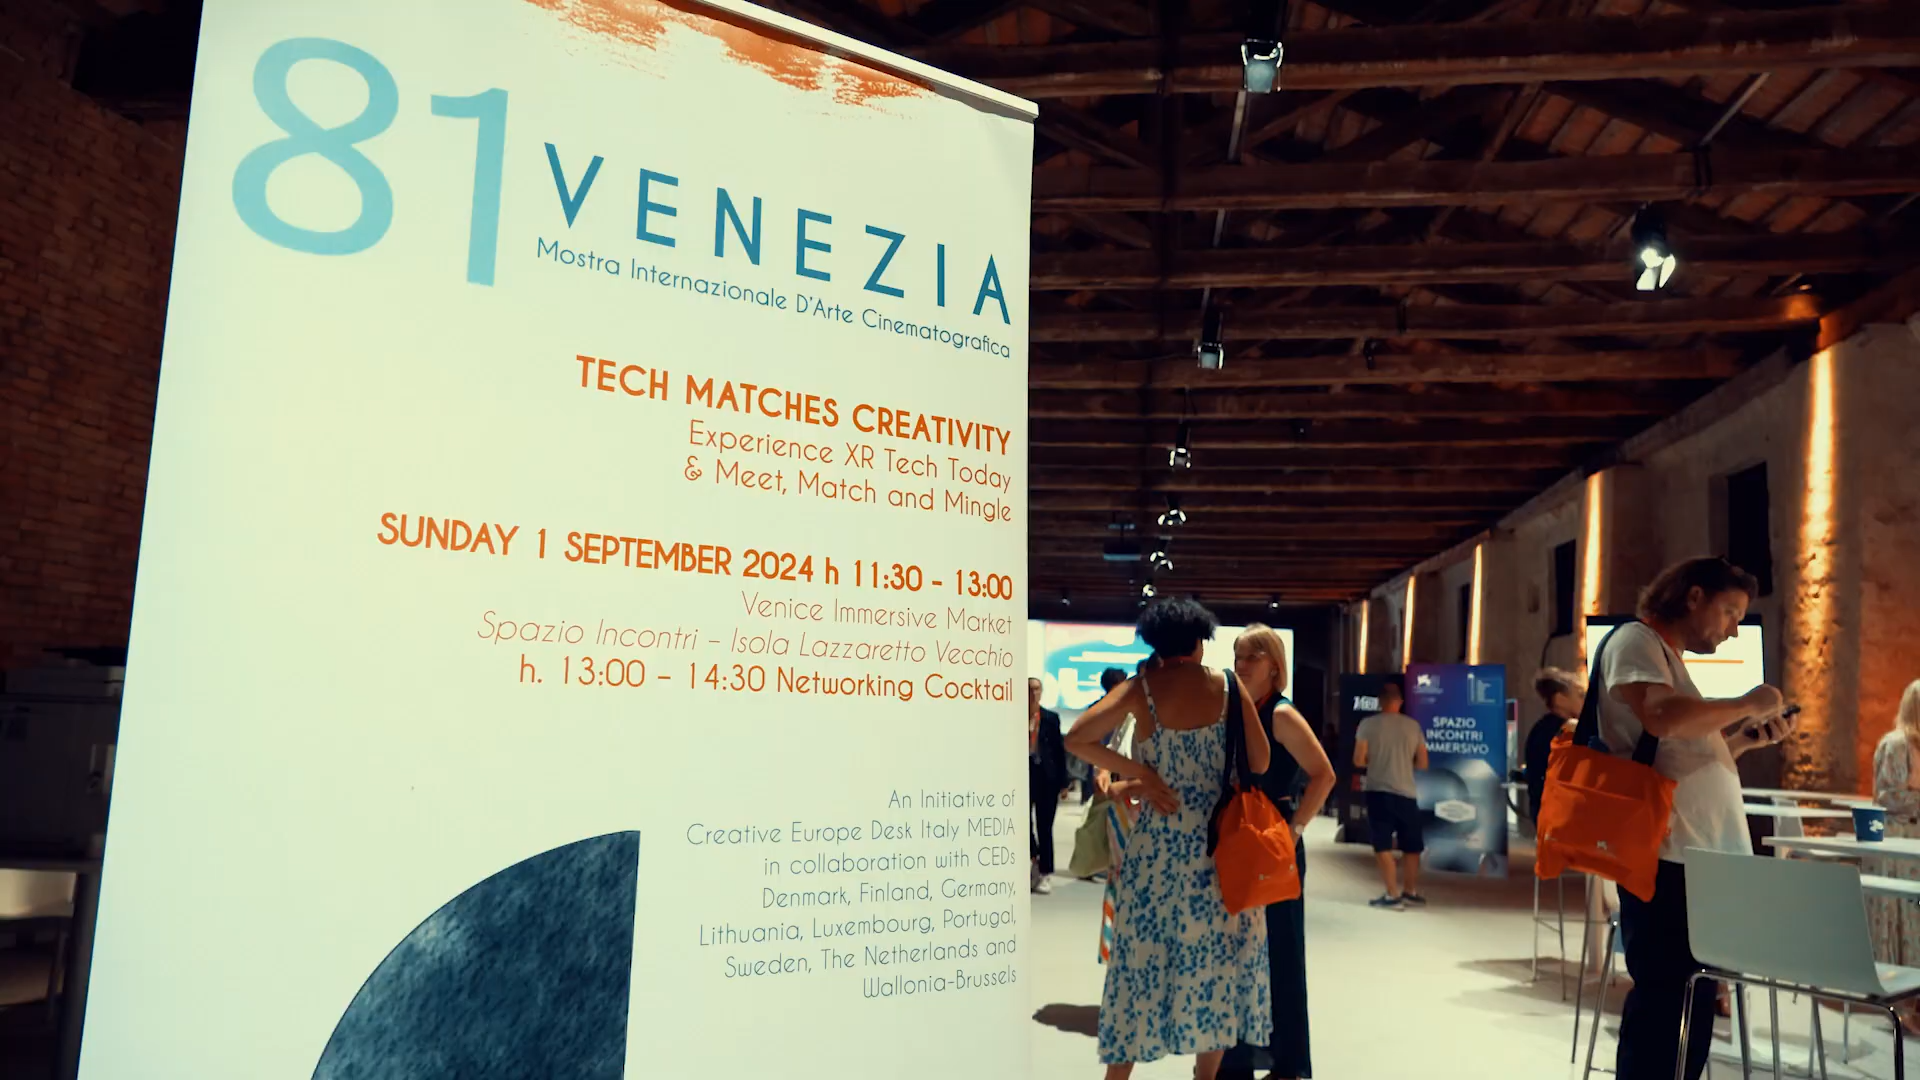 81 VENEZIA
Mostra Internazionale D'Arte Cinematografica
TECH MATCHES CREATIVITY
Experience XR Tech Today
& Meet, Match and Mingle
SUNDAY 1 SEPTEMBER 2024 h 11:30 - 13:00
Venice Immersive Market
Spazio Incontri - Isola Lazzaretto Vecchio
h. 13:00 - 14:30 Networking Cocktail
An Initiative of
Creative Europe Desk Italy MEDIA
in collaboration with CEDs
Denmark, Finland, Germany,
Lithuania, Luxembourg, Portugal,
Sweden, The Netherlands and
Wallonia-Brussels
SPAZIO
INCONTRI
IMMERSIVO